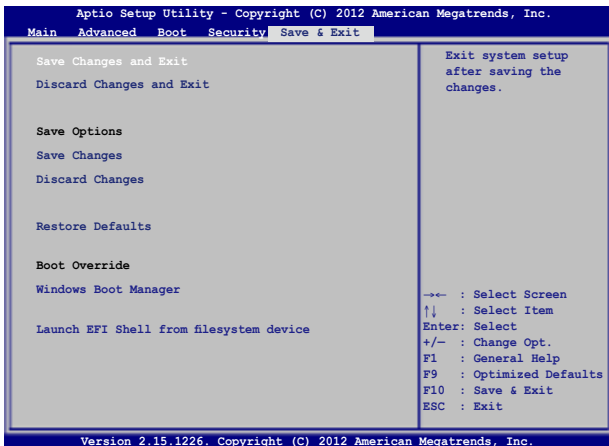 Aptio Setup Utility - Copyright (C) 2012 American Megatrends, Inc.
Main Advanced Boot Security Save & Exit
Save Changes and Exit
Discard Changes and Exit
Save Options
Save Changes
Discard Changes
Restore Defaults
Boot Override
Windows Boot Manager
Launch EFI Shell from filesystem device
Exit system setup
after saving the
changes.
→← : Select Screen
↑↓ : Select Item
Enter: Select
+/— : Change Opt.
F1 : General Help
F9 : Optimized Defaults
F10 : Save & Exit
ESC : Exit
Version 2.15.1226. Copyright (C) 2012 American Megatrends, Inc.